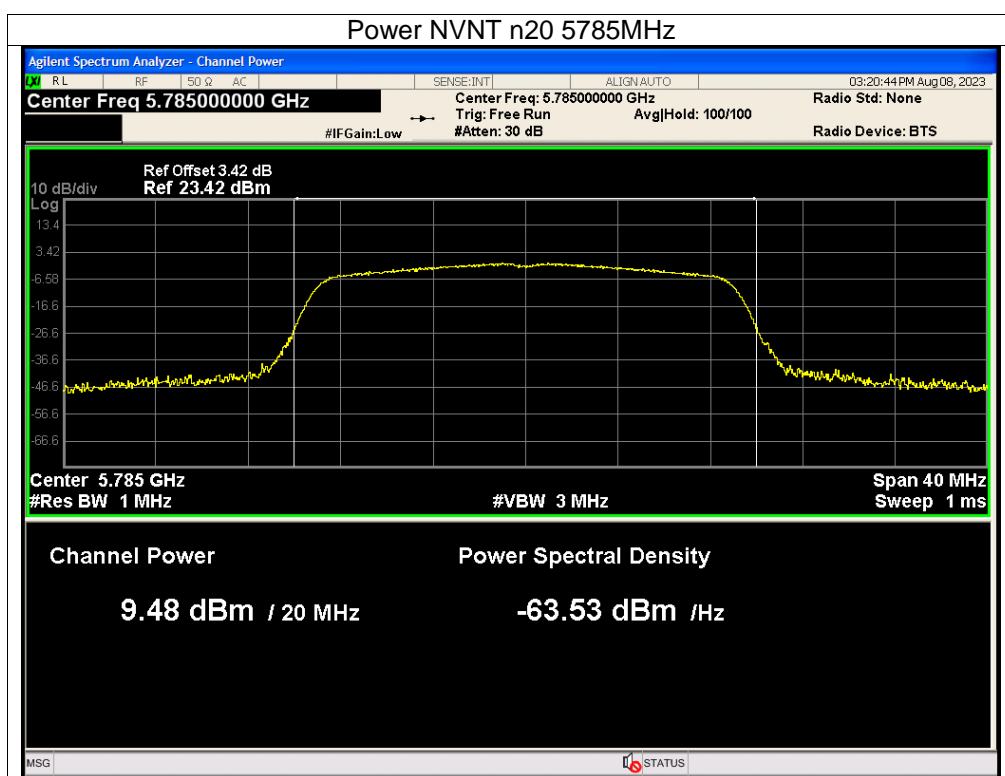 Power NVNT n20 5785MHz
Agilent Spectrum Analyzer - Channel Power
LXI RL RF 50 Ω AC SENSE:INT ALIGN AUTO 03:20:44 PM Aug 08, 2023
Center Freq 5.785000000 GHz Center Freq: 5.785000000 GHz Radio Std: None
Trig: Free Run Avg|Hold: 100/100
#IFGain:Low #Atten: 30 dB Radio Device: BTS
Ref Offset 3.42 dB
10 dB/div Ref 23.42 dBm
Log
13.4
3.42
-6.58
-16.6
-26.6
-36.6
-46.6
-56.6
-66.6
Center 5.785 GHz Span 40 MHz
#Res BW 1 MHz #VBW 3 MHz Sweep 1 ms
Channel Power Power Spectral Density
9.48 dBm / 20 MHz -63.53 dBm /Hz
MSG STATUS